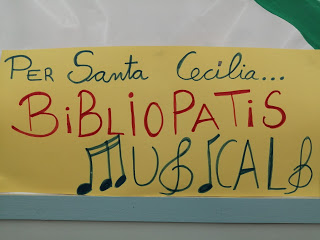 Per Santa Cecilia...
BiBLIOPATiS
MUSICALS